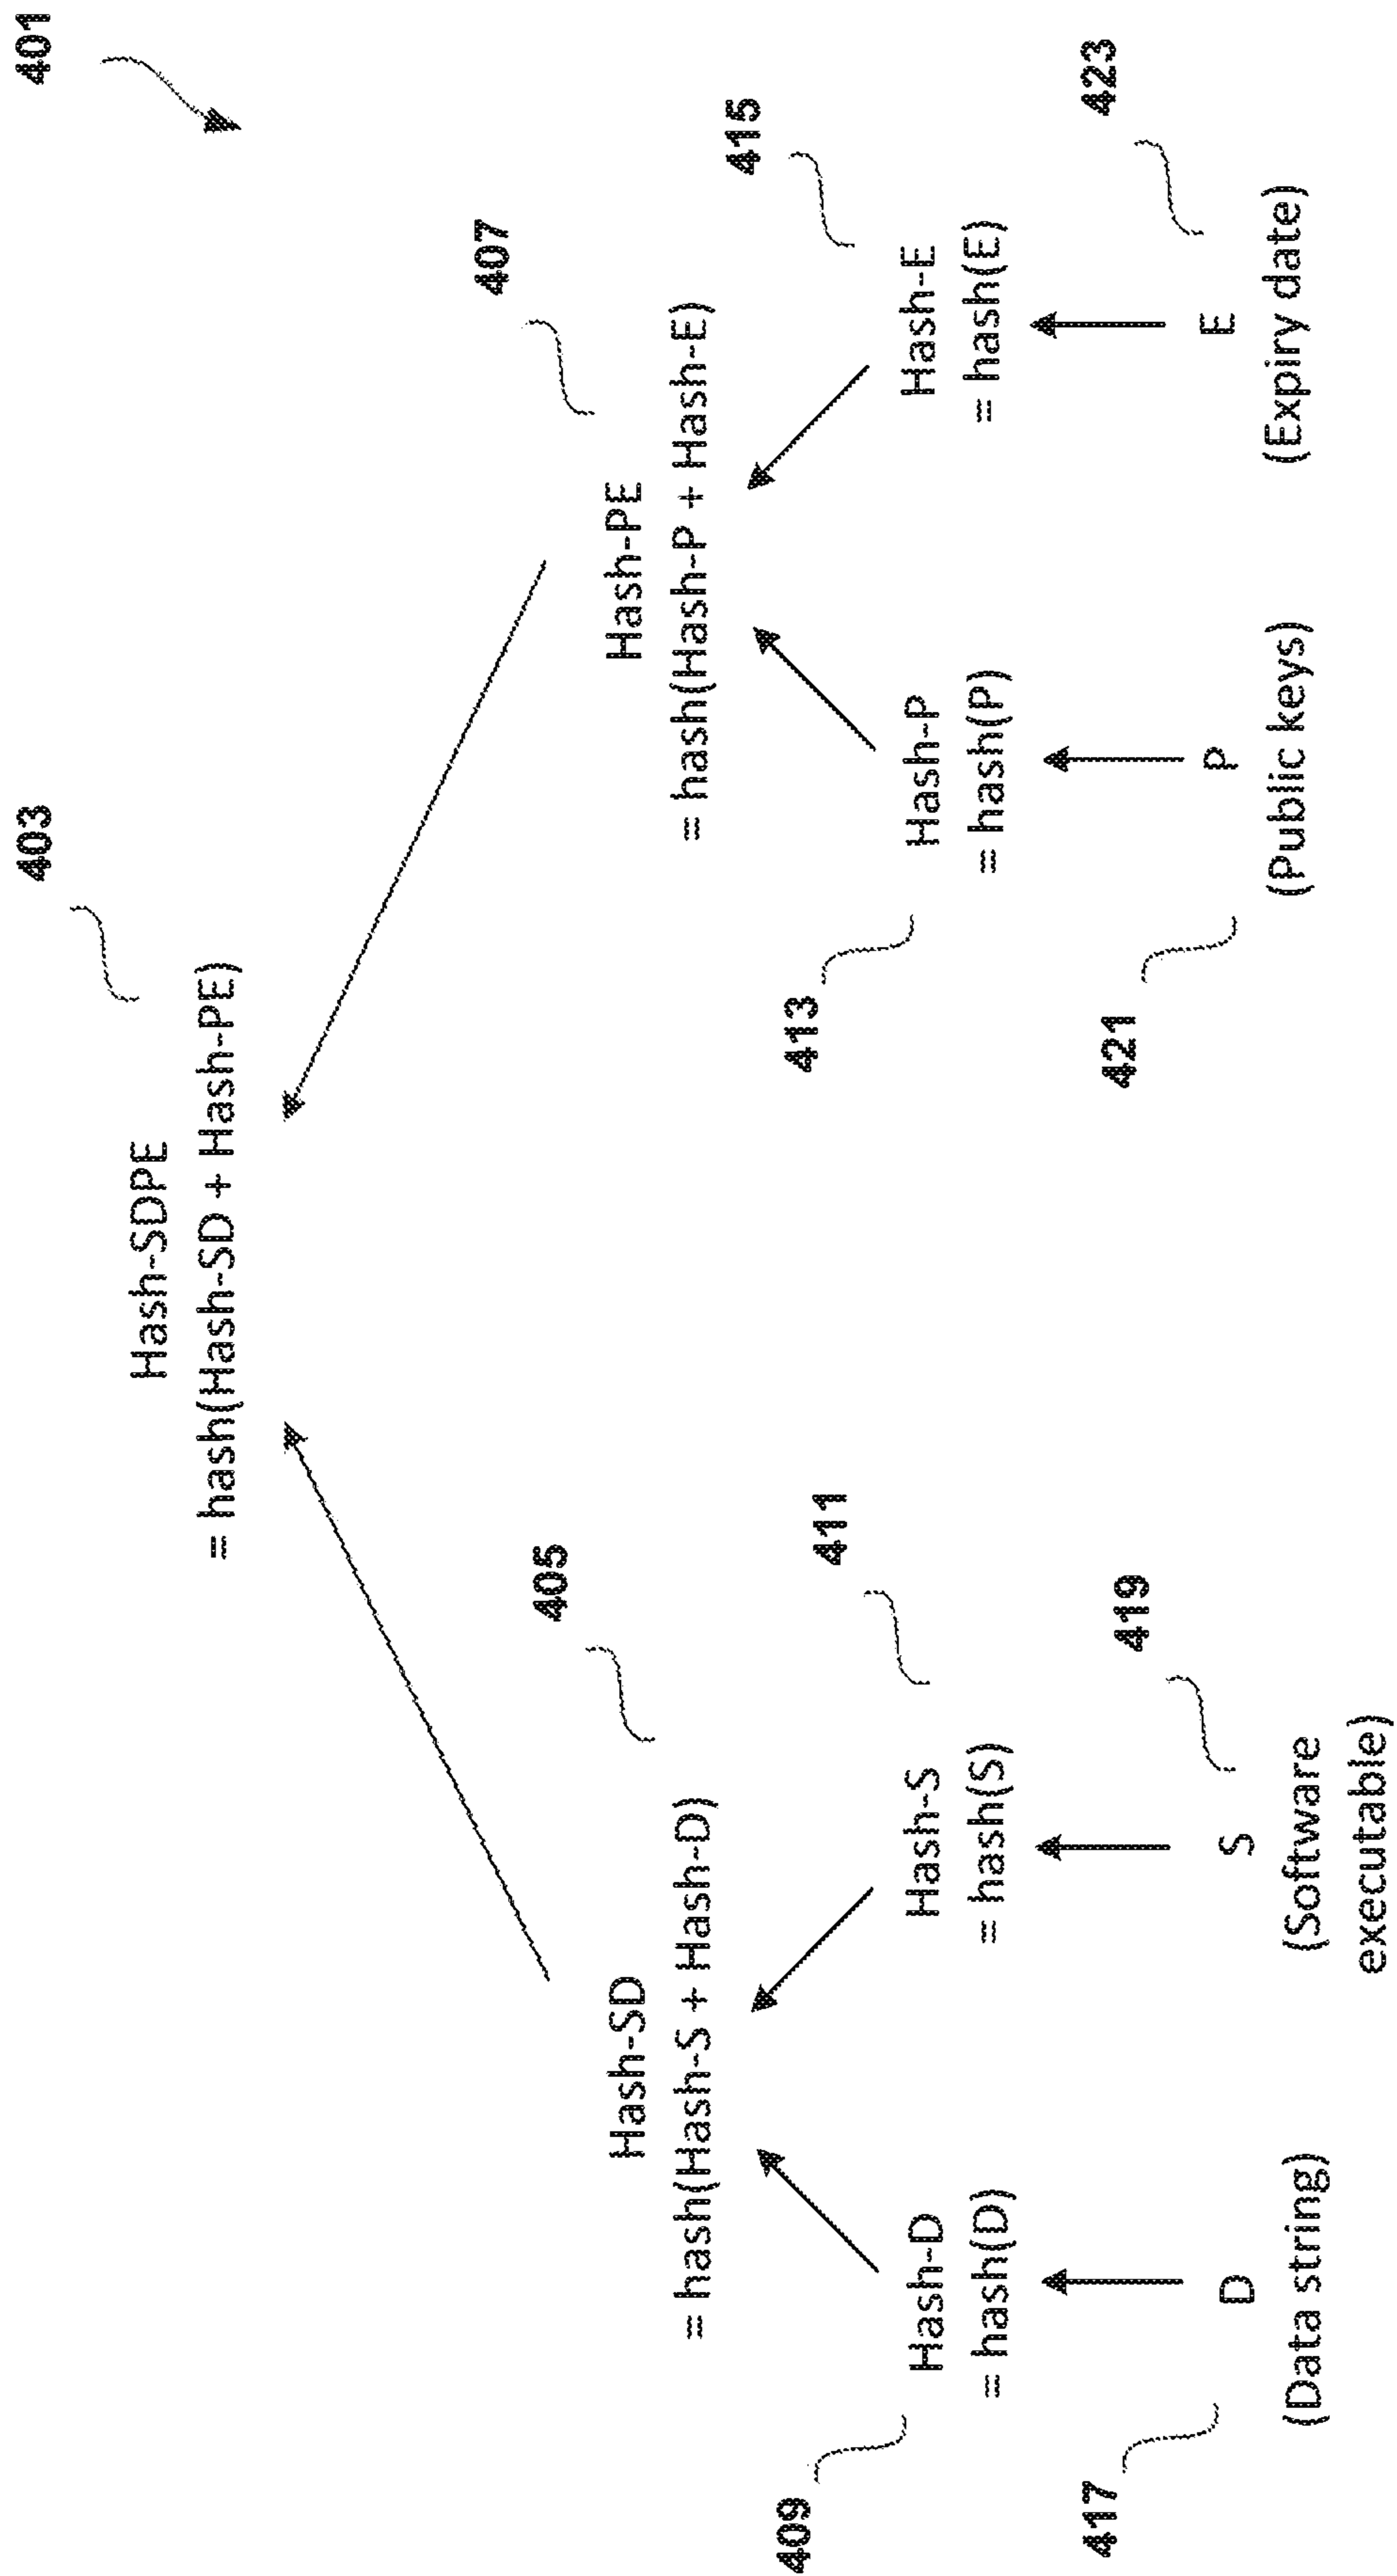 401
403
Hash-SDPE
= hash(Hash-SD + Hash-PE)
405
407
Hash-SD
= hash(Hash-S + Hash-D)
Hash-PE
= hash(Hash-P + Hash-E)
409
411
413
415
Hash-D
= hash(D)
Hash-S
= hash(S)
Hash-P
= hash(P)
Hash-E
= hash(E)
417
419
421
423
D
(Data string)
S
(Software
executable)
P
(Public keys)
E
(Expiry date)